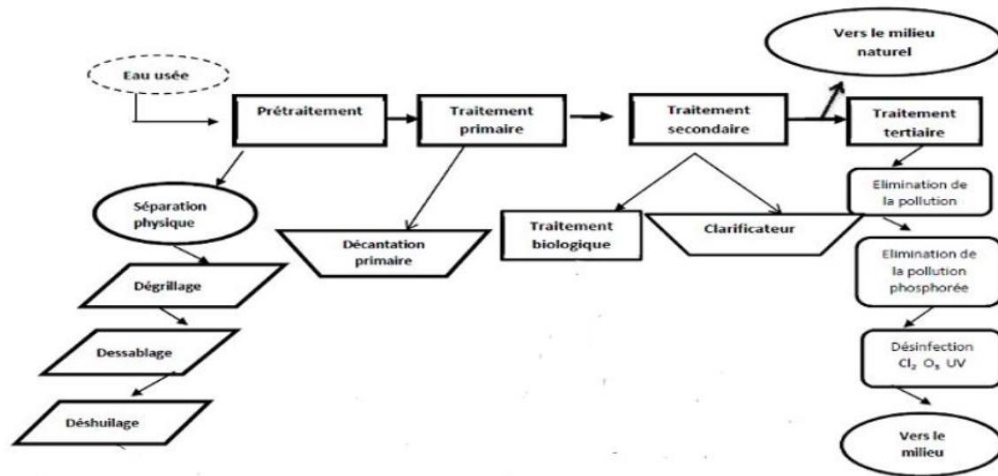 Vers le milieu
naturel
Eau usée
Prétraitement
Traitement
primaire
Traitement
secondaire
Traitement
tertiaire
Séparation
physique
Dégrillage
Dessablage
Déshuilage
Décantation
primaire
Traitement
biologique
Clarificateur
Elimination de
la pollution
Elimination de
la pollution
phosphorée
Désinfection
Cl₂ O₃ UV
Vers le
milieu